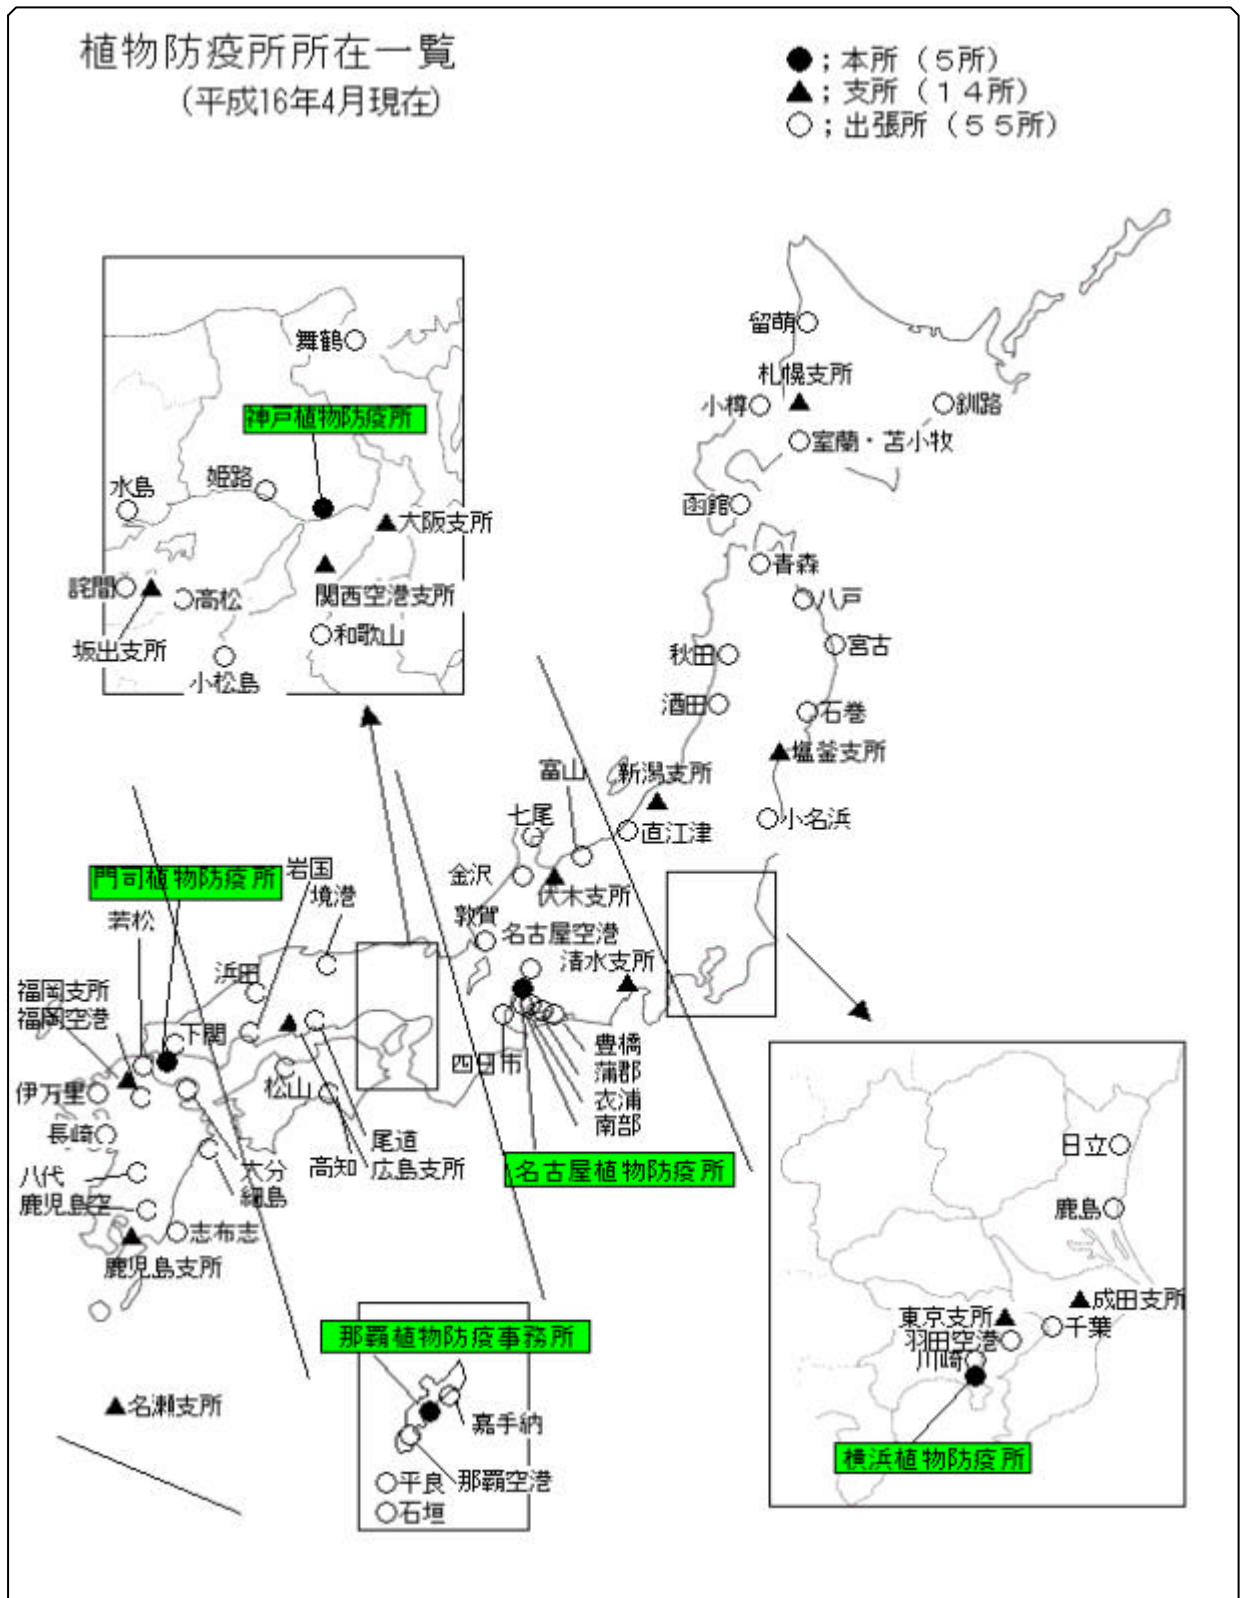 植物防疫所所在一覧
(平成16年4月現在)
●；本所（５所）
▲；支所（１４所）
○；出張所（５５所）
舞鶴
神戸植物防疫所
姫路
水島
大阪支所
詫間
高松
関西空港支所
坂出支所
和歌山
小松島
留萌
札幌支所
小樽
釧路
室蘭・苫小牧
函館
青森
八戸
宮古
秋田
酒田
石巻
塩釜支所
新潟支所
富山
小名浜
直江津
七尾
金沢
伏木支所
敦賀
名古屋空港
清水支所
四日市
豊橋
蒲郡
衣浦
南部
名古屋植物防疫所
門司植物防疫所
岩国
境港
若松
浜田
福岡支所
福岡空港
下関
伊万里
松山
長崎
尾道
高知
広島支所
八代
大分
細島
鹿児島空
志布志
鹿児島支所
名瀬支所
那覇植物防疫事務所
嘉手納
平良
那覇空港
石垣
日立
鹿島
成田支所
東京支所
千葉
羽田空港
川崎
横浜植物防疫所